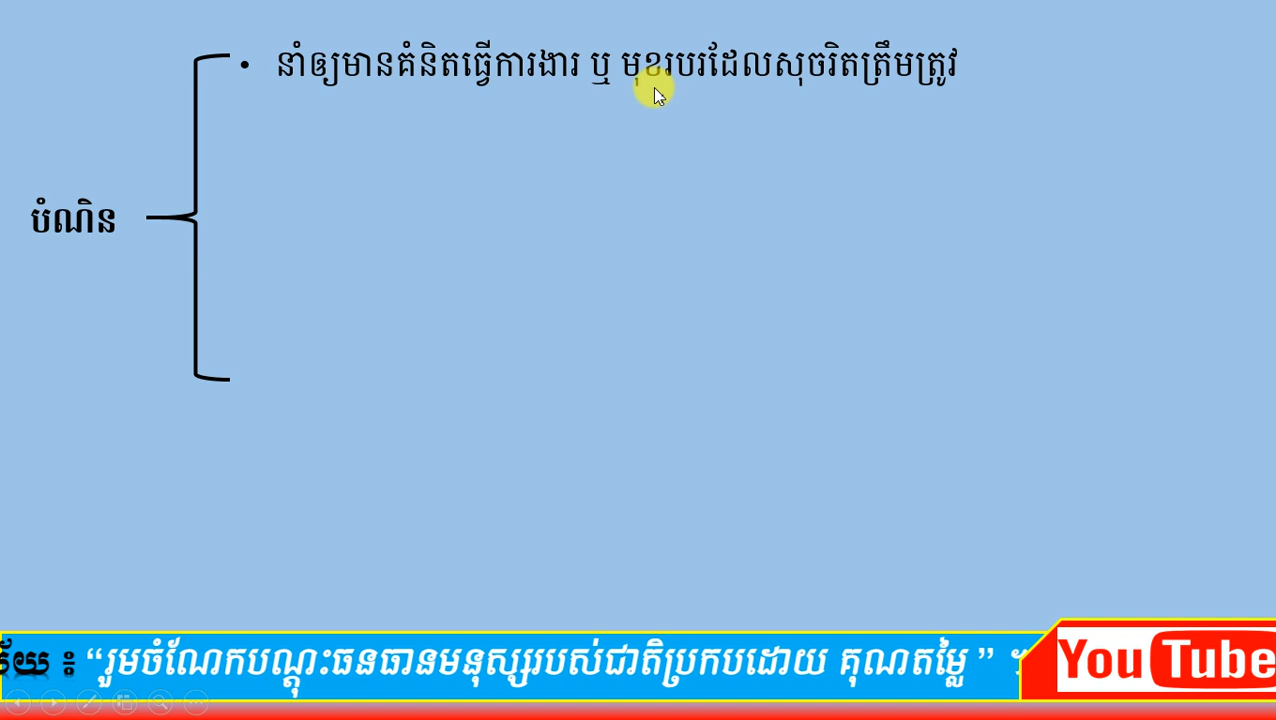 • នាំឲ្យមានគំនិតធ្វើការងារ ឬ មុខរបរដែលសុចរិតត្រឹមត្រូវ
បំណិន
“រួមចំណែកបណ្តុះធនធានមនុស្សរបស់ជាតិប្រកបដោយ គុណតម្លៃ ”
YouTube